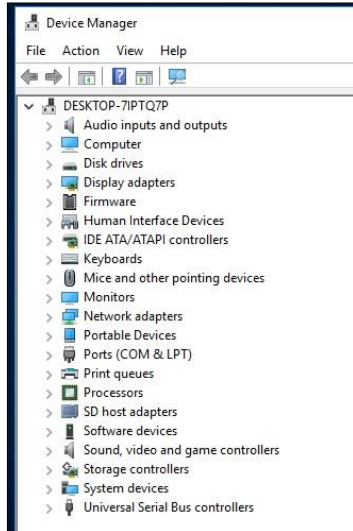 Device Manager
File Action View Help
DESKTOP-7IPTQ7P
Audio inputs and outputs
Computer
Disk drives
Display adapters
Firmware
Human Interface Devices
IDE ATA/ATAPI controllers
Keyboards
Mice and other pointing devices
Monitors
Network adapters
Portable Devices
Ports (COM & LPT)
Print queues
Processors
SD host adapters
Software devices
Sound, video and game controllers
Storage controllers
System devices
Universal Serial Bus controllers